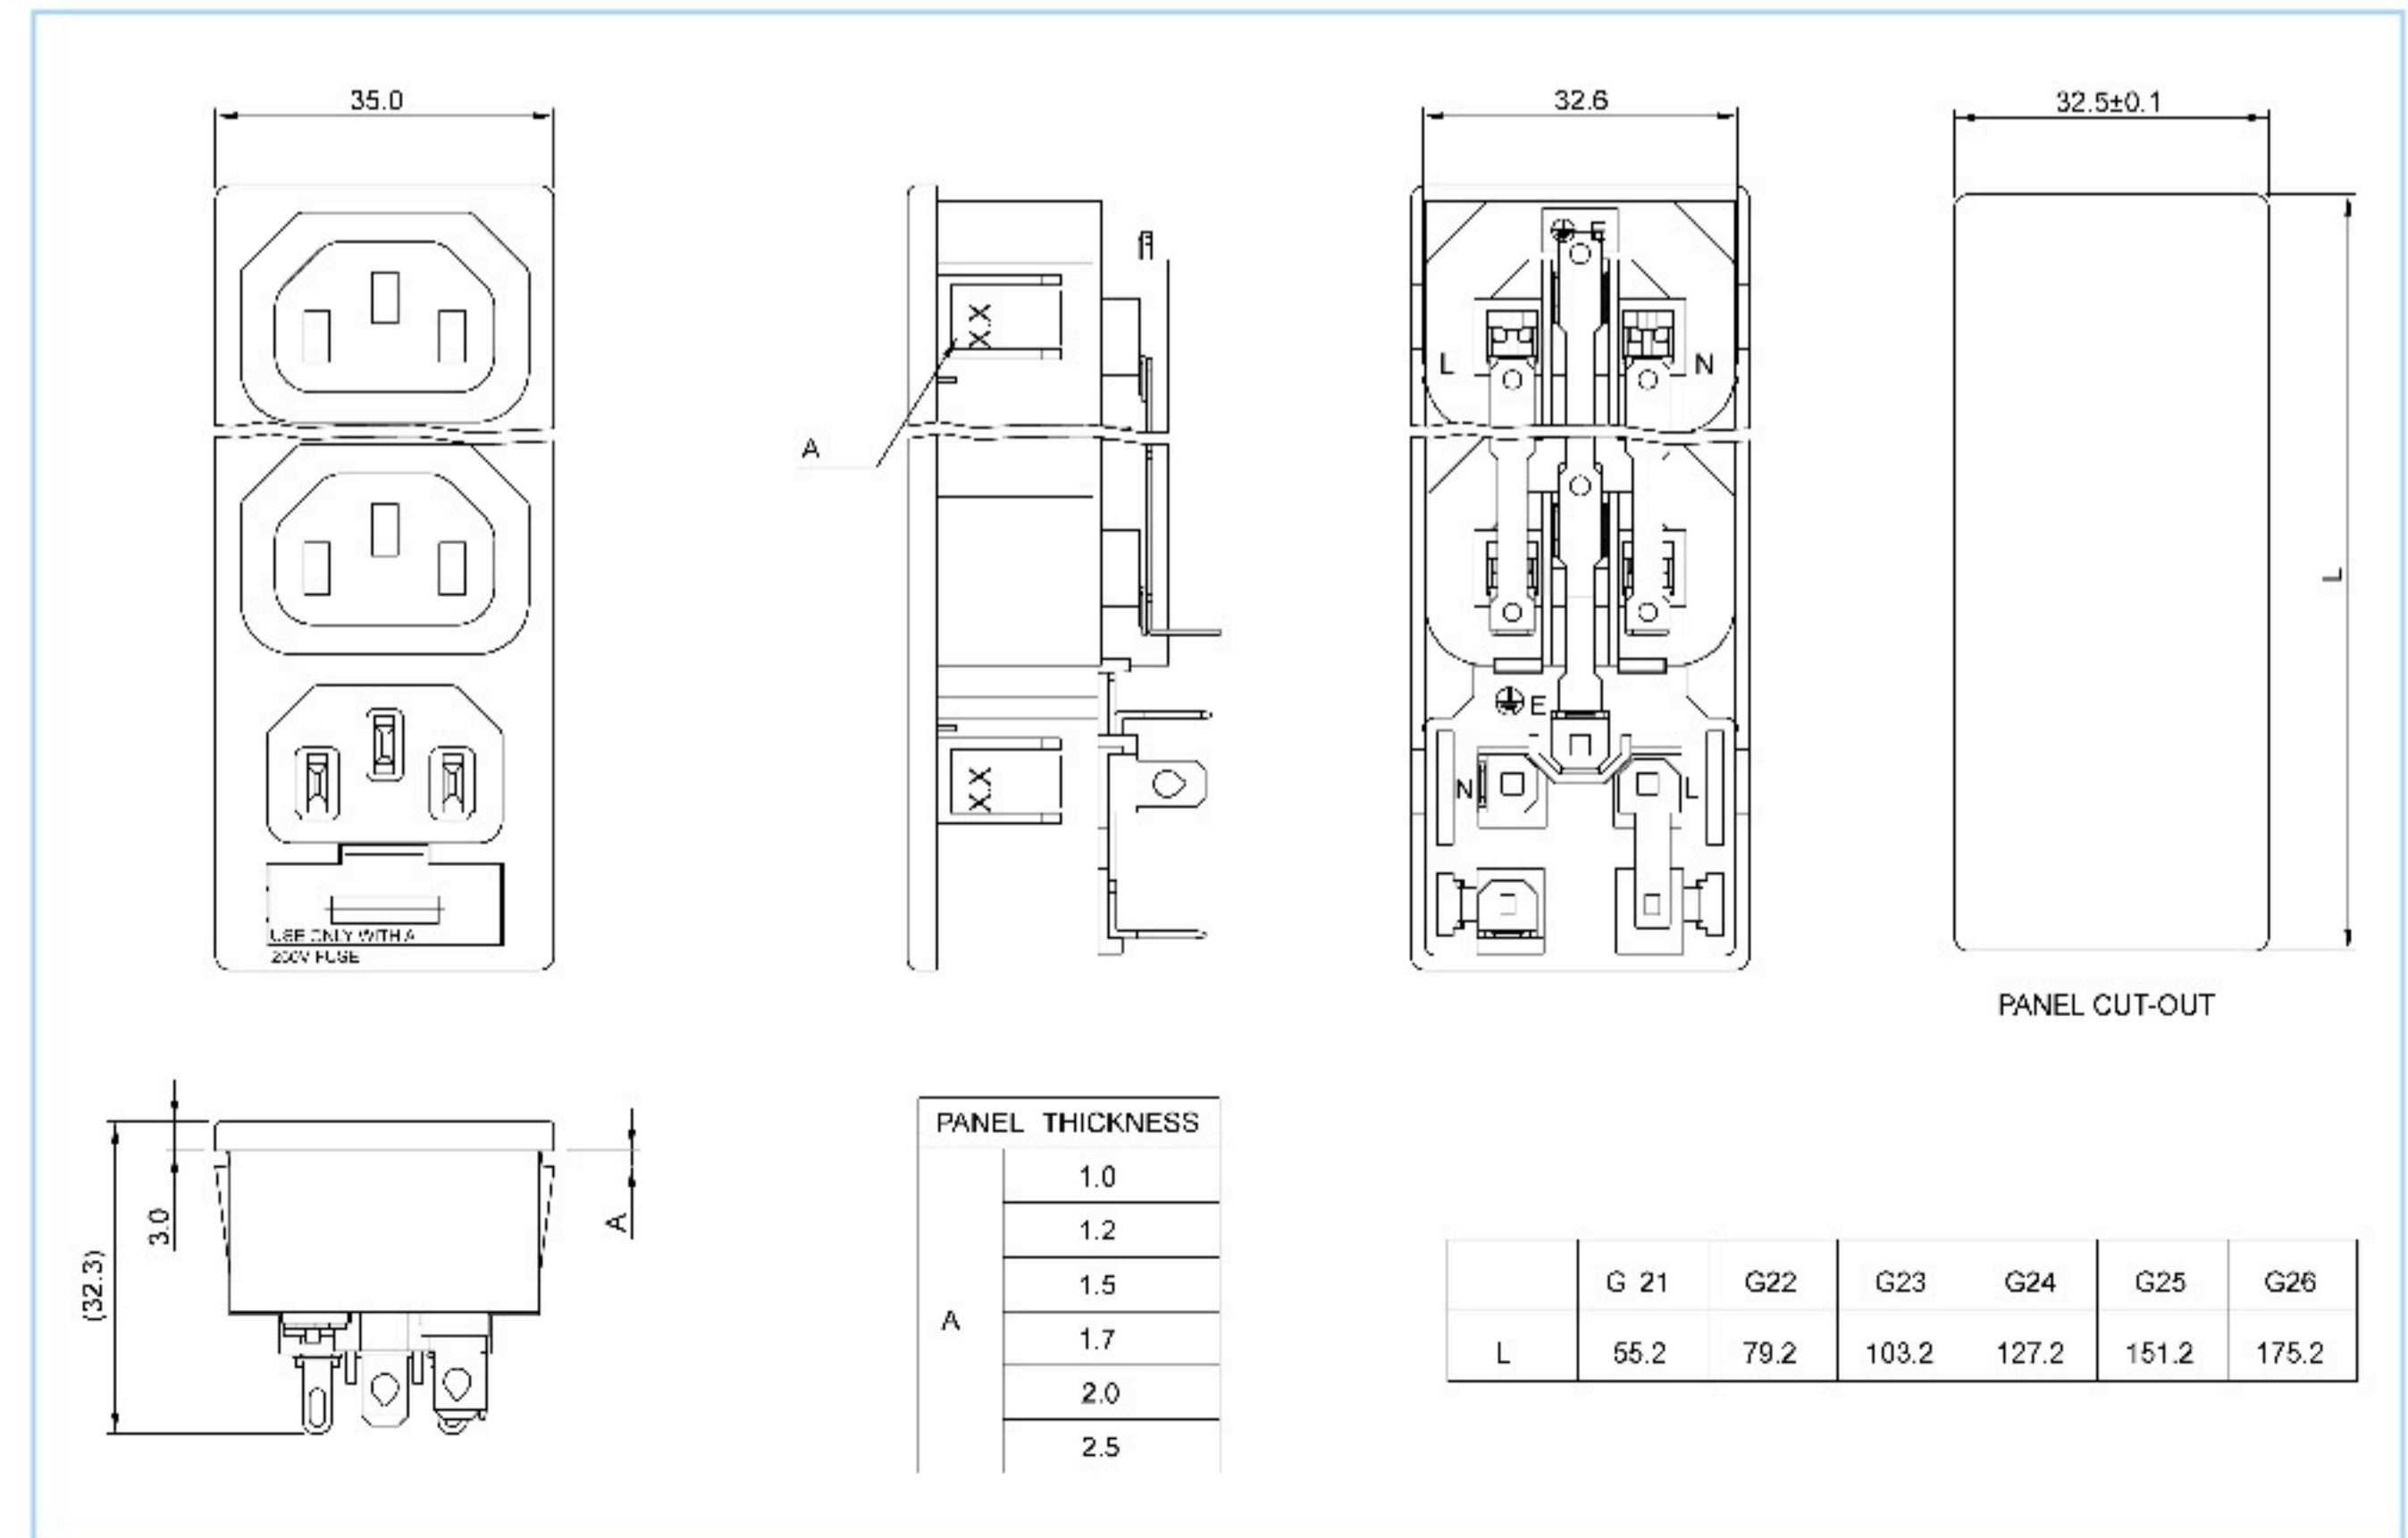 35.0
32.6
32.5±0.1
E
L
N
XX
A
L
E
N
L
XX
USE ONLY WITH A
250V FUSE
PANEL CUT-OUT
3.0
(32.3)
A
PANEL THICKNESS
A
1.0
1.2
1.5
1.7
2.0
2.5
G 21 G22 G23 G24 G25 G26
L 55.2 79.2 103.2 127.2 151.2 175.2